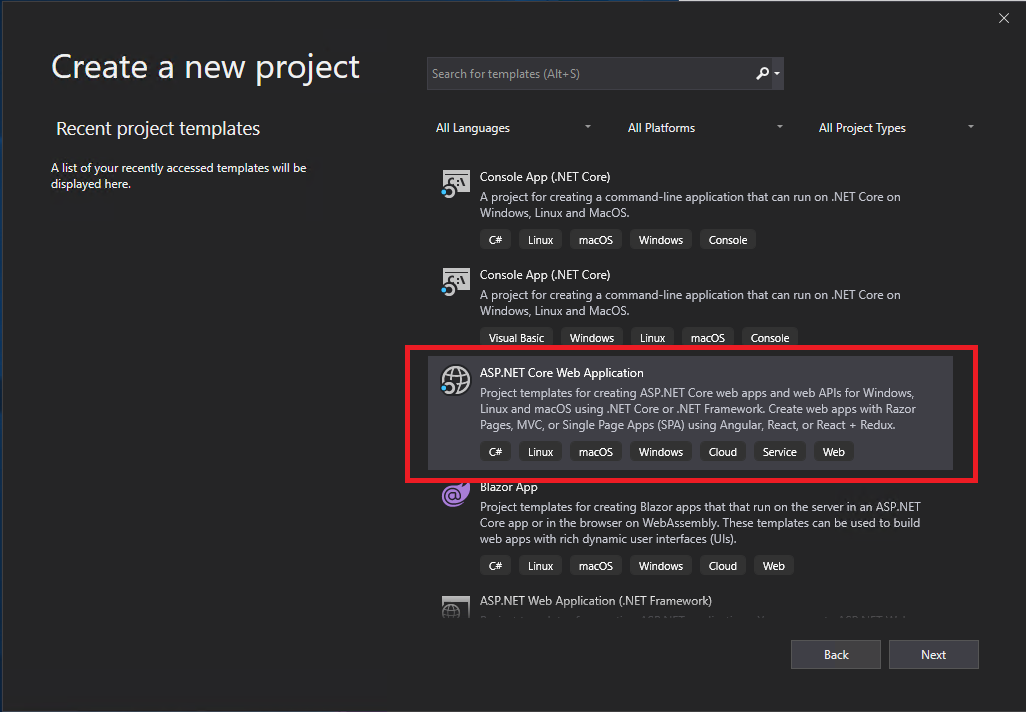 Create a new project
Search for templates (Alt+S)
Recent project templates
A list of your recently accessed templates will be
displayed here.
All Languages
All Platforms
All Project Types
Console App (.NET Core)
A project for creating a command-line application that can run on .NET Core on
Windows, Linux and MacOS.
C# Linux macOS Windows Console
Console App (.NET Core)
A project for creating a command-line application that can run on .NET Core on
Windows, Linux and MacOS.
Visual Basic Windows Linux macOS Console
ASP.NET Core Web Application
Project templates for creating ASP.NET Core web apps and web APIs for Windows,
Linux and macOS using .NET Core or .NET Framework. Create web apps with Razor
Pages, MVC, or Single Page Apps (SPA) using Angular, React, or React + Redux.
C# Linux macOS Windows Cloud Service Web
Blazor App
Project templates for creating Blazor apps that that run on the server in an ASP.NET
Core app or in the browser on WebAssembly. These templates can be used to build
web apps with rich dynamic user interfaces (UIs).
C# Linux macOS Windows Cloud Web
ASP.NET Web Application (.NET Framework)
Back
Next